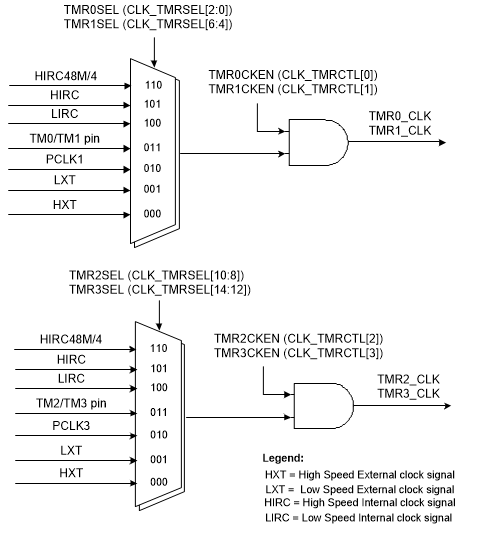 TMR0SEL (CLK_TMRSEL[2:0])
TMR1SEL (CLK_TMRSEL[6:4])
HIRC48M/4
110
TMR0CKEN (CLK_TMRCTL[0])
TMR1CKEN (CLK_TMRCTL[1])
HIRC
101
LIRC
100
TMR0_CLK
TMR1_CLK
TM0/TM1 pin
011
PCLK1
010
LXT
001
HXT
000
TMR2SEL (CLK_TMRSEL[10:8])
TMR3SEL (CLK_TMRSEL[14:12])
HIRC48M/4
110
TMR2CKEN (CLK_TMRCTL[2])
TMR3CKEN (CLK_TMRCTL[3])
HIRC
101
LIRC
100
TMR2_CLK
TMR3_CLK
TM2/TM3 pin
011
PCLK3
010
LXT
001
HXT
000
Legend:
HXT = High Speed External clock signal
LXT = Low Speed External clock signal
HIRC = High Speed Internal clock signal
LIRC = Low Speed Internal clock signal